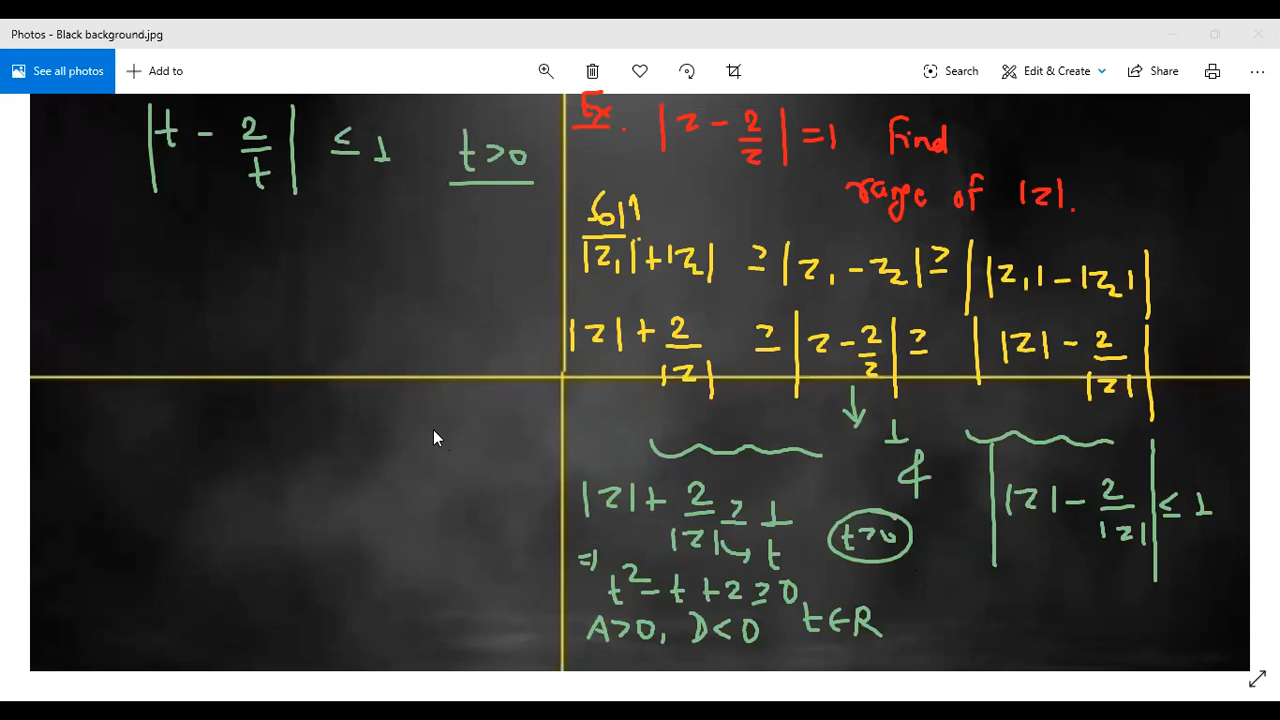 Photos - Black background.jpg
See all photos
Add to
Search
Edit & Create
Share
|t - 2/t| ≤ 1 t>0
Ex. |z - 2/z| = 1 Find
range of |z|.
Solⁿ
|z₁| + |z₂| ≥ |z₁ - z₂| ≥ ||z₁| - |z₂||
|z| + 2/|z| ≥ |z - 2/z| ≥ ||z| - 2/|z||
↓
1
&
|z| + 2/|z| ≥ 1 t>0 ||z| - 2/|z|| ≤ 1
↳ t
⇒ t² - t + 2 ≥ 0
A>0, D<0 t∈R